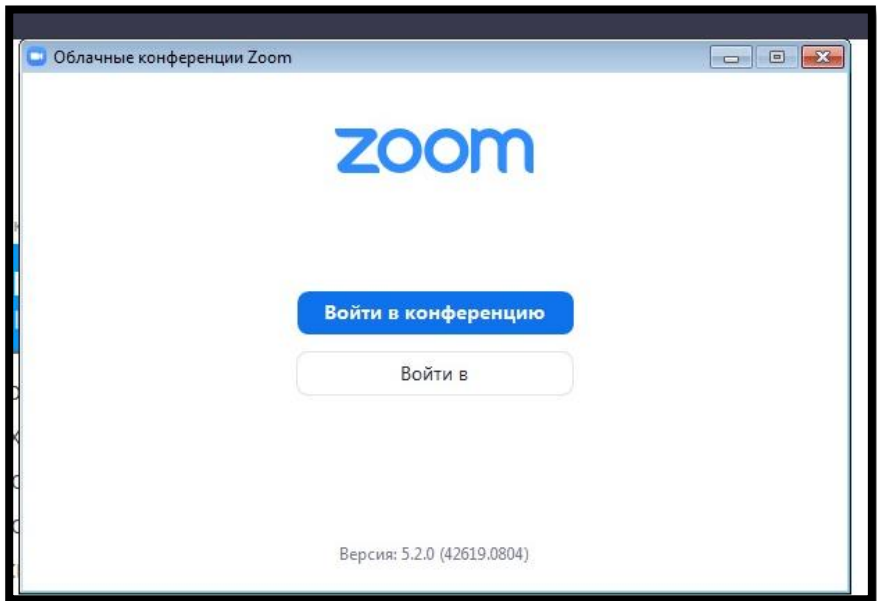 Облачные конференции Zoom
zoom
Войти в конференцию
Войти в
Версия: 5.2.0 (42619.0804)